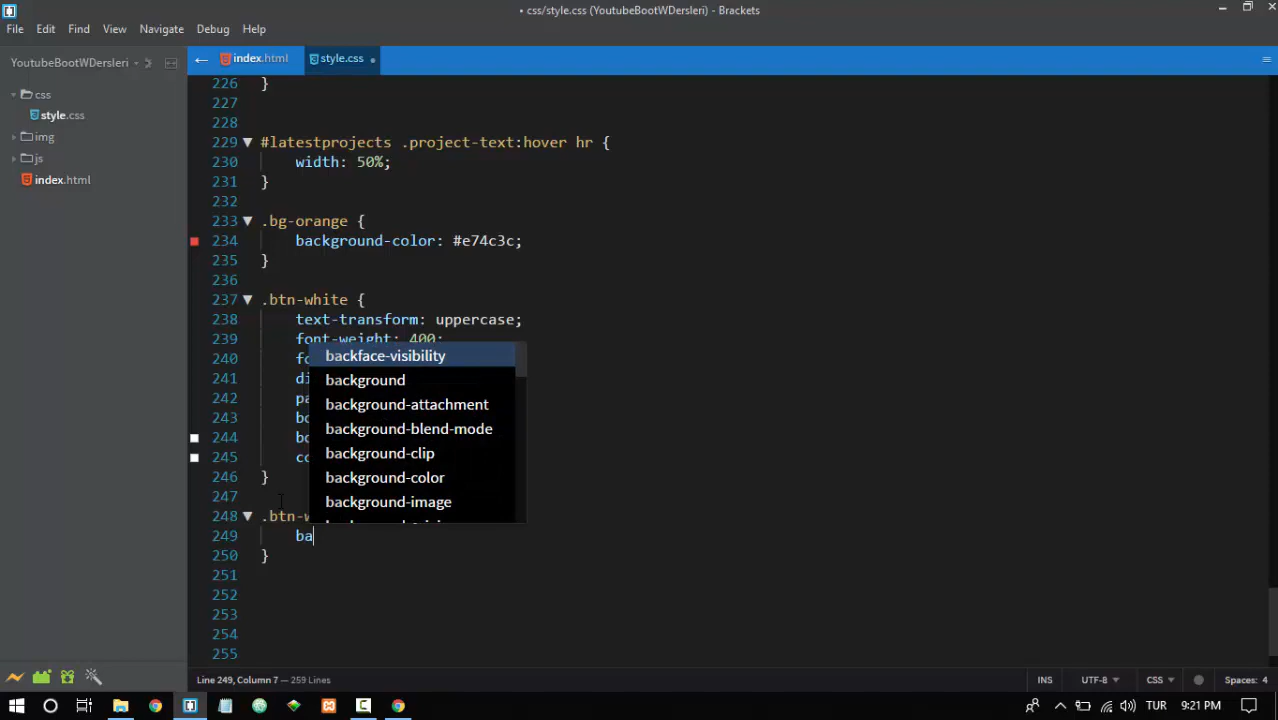 • css/style.css (YoutubeBootWDersleri) - Brackets
File Edit Find View Navigate Debug Help
YoutubeBootWDersleri
css
style.css
img
js
index.html
index.html style.css
226 }
227
228
229 #latestprojects .project-text:hover hr {
230 width: 50%;
231 }
232
233 .bg-orange {
234 background-color: #e74c3c;
235 }
236
237 .btn-white {
238 text-transform: uppercase;
239 font-weight: 400;
240 fo
241 di
242 pa
243 bo
244 bo
245 co
246 }
247
248 .btn-w
249 ba
250 }
251
252
253
254
255
backface-visibility
background
background-attachment
background-blend-mode
background-clip
background-color
background-image
Line 249, Column 7 — 259 Lines
INS UTF-8 CSS Spaces: 4
TUR 9:21 PM